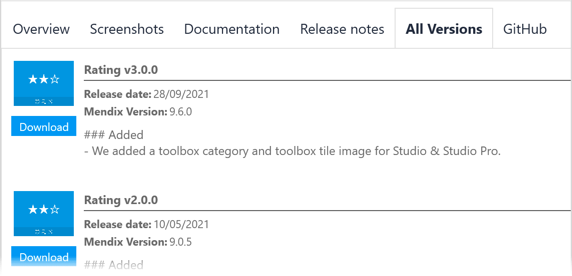 Overview Screenshots Documentation Release notes All Versions GitHub
Rating v3.0.0
Release date: 28/09/2021
Mendix Version: 9.6.0
Download
### Added
- We added a toolbox category and toolbox tile image for Studio & Studio Pro.
Rating v2.0.0
Release date: 10/05/2021
Mendix Version: 9.0.5
Download
### Added